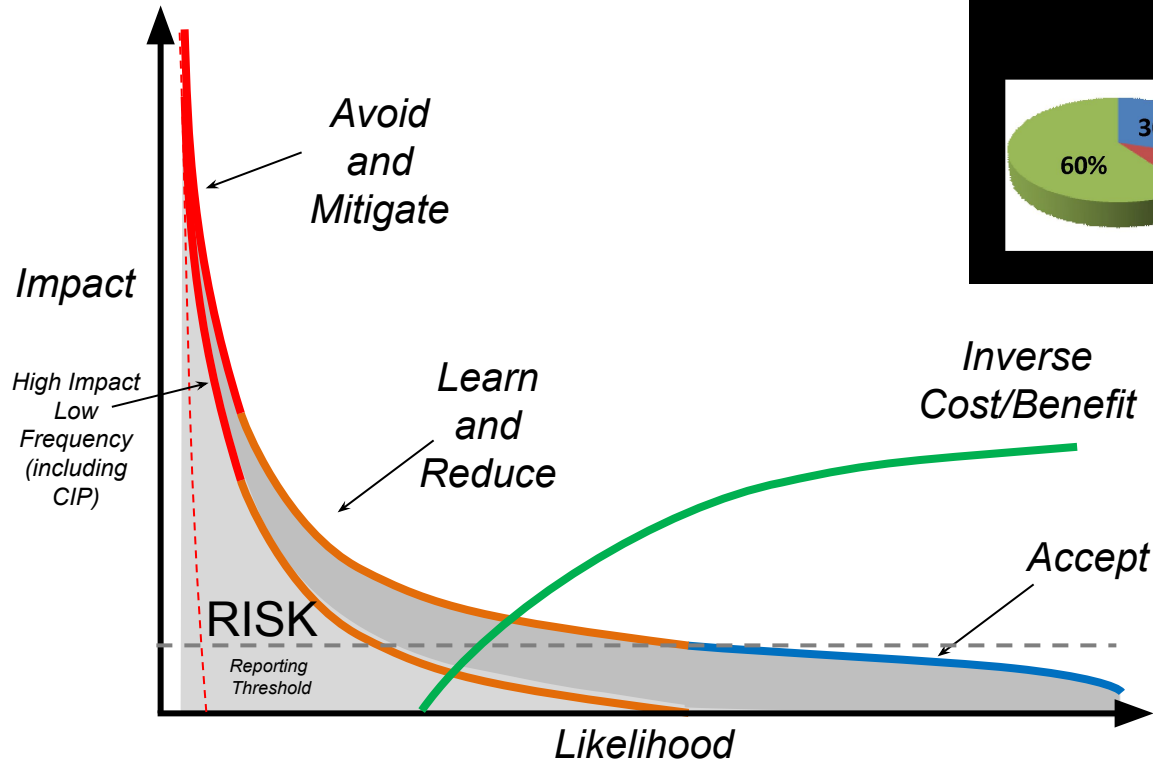 Avoid
and
Mitigate
60%
Impact
High Impact
Low
Frequency
(including
CIP)
Learn
and
Reduce
Inverse
Cost/Benefit
Accept
RISK
Reporting
Threshold
Likelihood